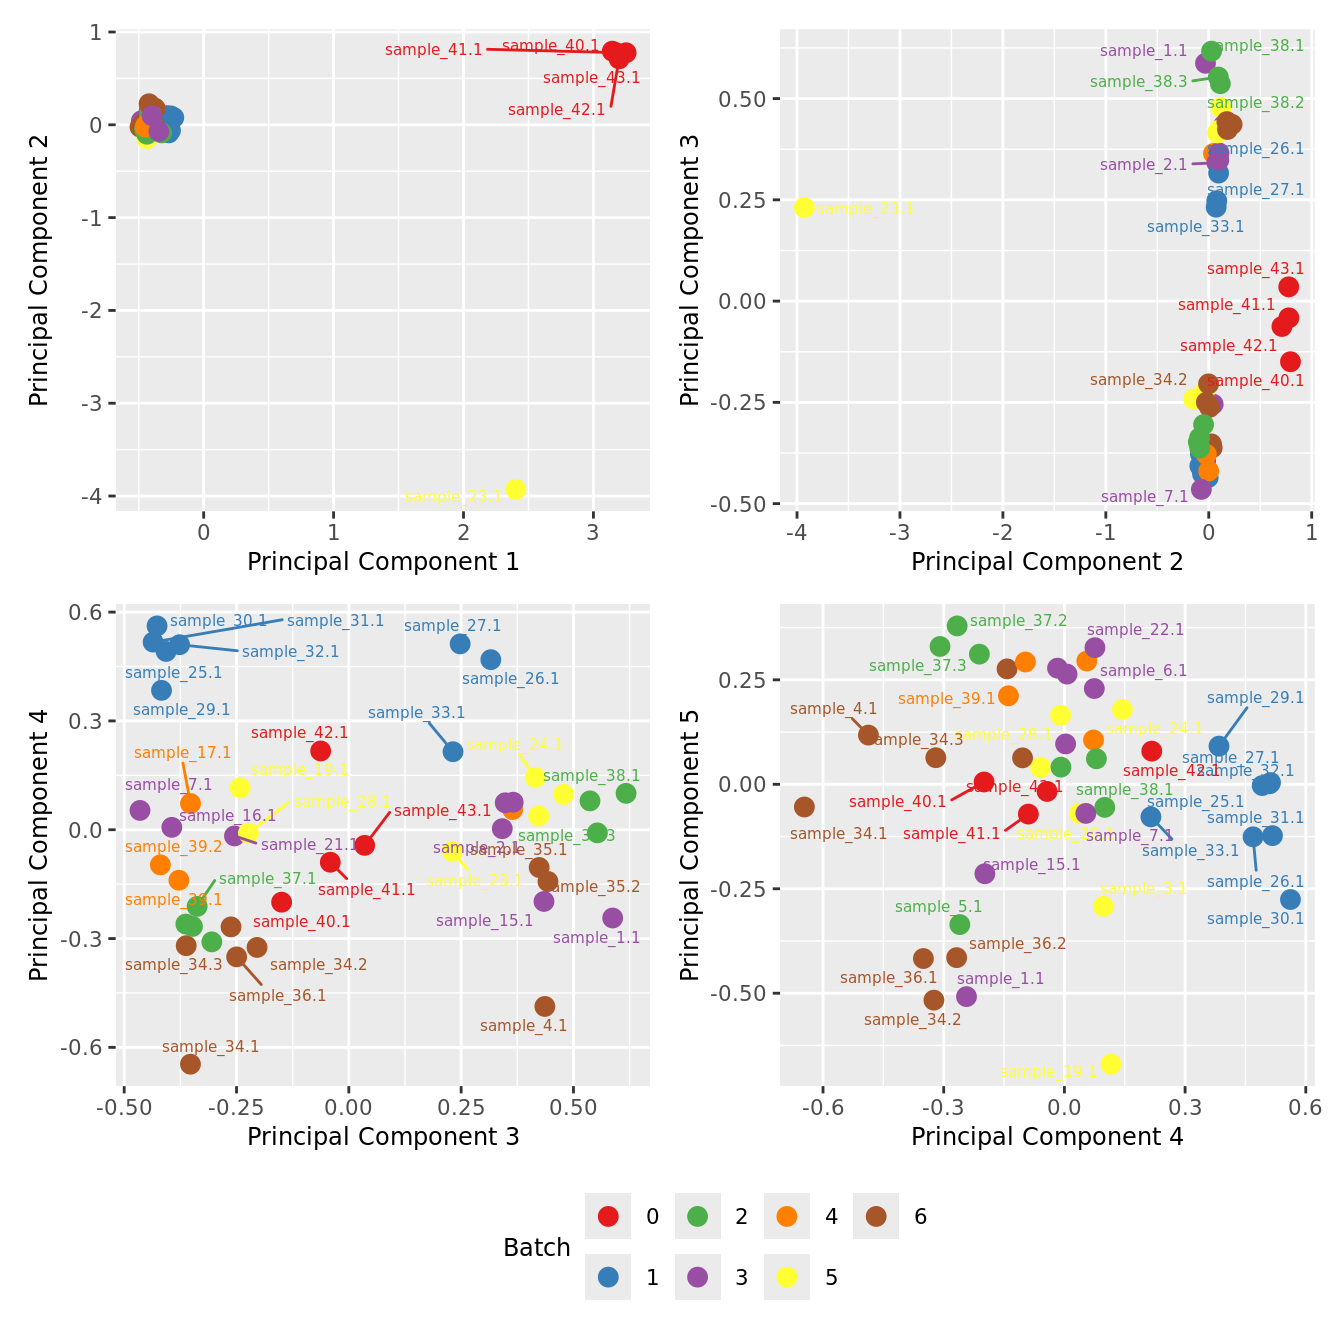 1
0
-1
-2
-3
-4
Principal Component 2
sample_41.1
sample_40.1
sample_43.1
sample_42.1
sample_23.1
0
1
2
3
Principal Component 1
0.50
0.25
0.00
-0.25
-0.50
Principal Component 3
sample_1.1
sample_38.1
sample_38.3
sample_38.2
sample_26.1
sample_2.1
sample_27.1
sample_23.1
sample_33.1
sample_43.1
sample_41.1
sample_42.1
sample_34.2
sample_40.1
sample_7.1
-4
-3
-2
-1
0
1
Principal Component 2
0.6
0.3
0.0
-0.3
-0.6
Principal Component 4
sample_30.1
sample_31.1
sample_27.1
sample_32.1
sample_25.1
sample_26.1
sample_29.1
sample_33.1
sample_42.1
sample_24.1
sample_17.1
sample_19.1
sample_38.1
sample_7.1
sample_28.1
sample_16.1
sample_43.1
sample_21.1
sample_39.2
sample_2.1
sample_35.1
sample_37.1
sample_23.1
sample_41.1
sample_35.2
sample_39.1
sample_40.1
sample_15.1
sample_1.1
sample_34.3
sample_34.2
sample_36.1
sample_4.1
sample_34.1
-0.50
-0.25
0.00
0.25
0.50
Principal Component 3
0.25
0.00
-0.25
-0.50
Principal Component 5
sample_37.2
sample_22.1
sample_37.3
sample_6.1
sample_39.1
sample_29.1
sample_4.1
sample_24.1
sample_28.1
sample_34.3
sample_27.1
sample_42.1
sample_32.1
sample_43.1
sample_38.1
sample_40.1
sample_25.1
sample_31.1
sample_34.1
sample_41.1
sample_7.1
sample_33.1
sample_15.1
sample_26.1
sample_3.1
sample_5.1
sample_30.1
sample_36.2
sample_36.1
sample_1.1
sample_34.2
sample_19.1
-0.6
-0.3
0.0
0.3
0.6
Principal Component 4
Batch
0
2
4
6
1
3
5